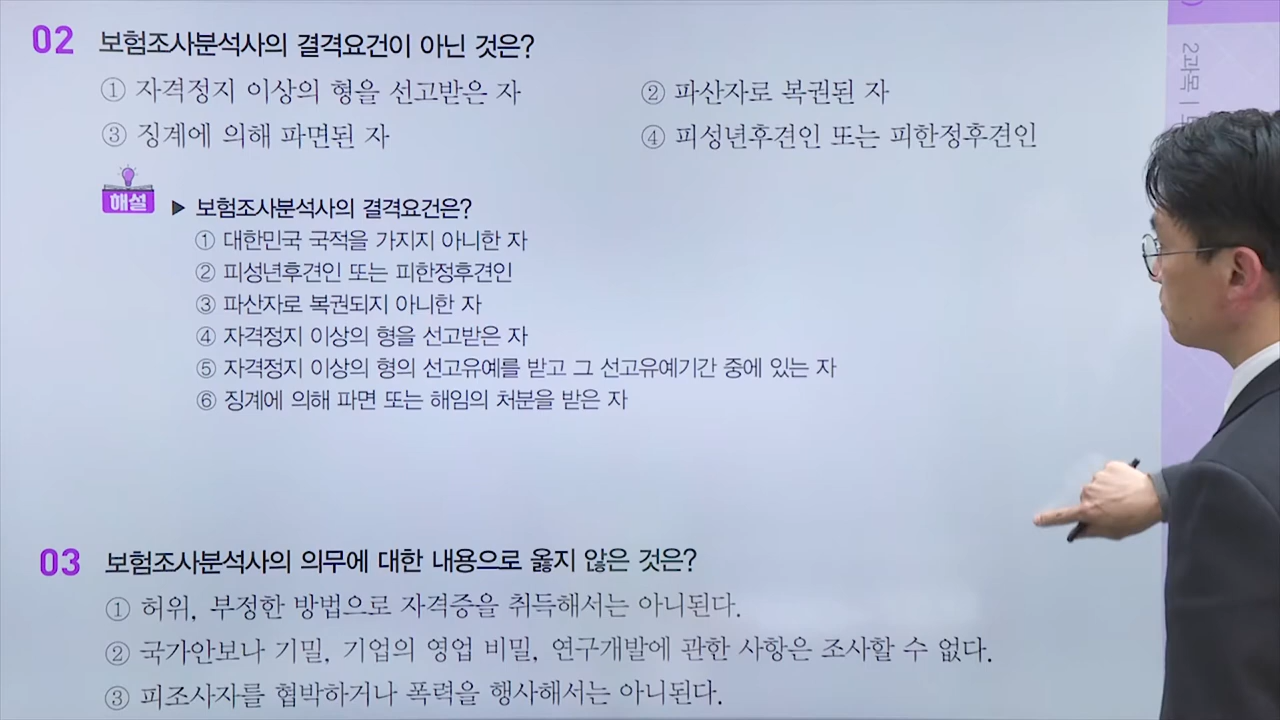 02 보험조사분석사의 결격요건이 아닌 것은?
① 자격정지 이상의 형을 선고받은 자 ② 파산자로 복권된 자
③ 징계에 의해 파면된 자 ④ 피성년후견인 또는 피한정후견인
해설 ▶ 보험조사분석사의 결격요건은?
① 대한민국 국적을 가지지 아니한 자
② 피성년후견인 또는 피한정후견인
③ 파산자로 복권되지 아니한 자
④ 자격정지 이상의 형을 선고받은 자
⑤ 자격정지 이상의 형의 선고유예를 받고 그 선고유예기간 중에 있는 자
⑥ 징계에 의해 파면 또는 해임의 처분을 받은 자
03 보험조사분석사의 의무에 대한 내용으로 옳지 않은 것은?
① 허위, 부정한 방법으로 자격증을 취득해서는 아니된다.
② 국가안보나 기밀, 기업의 영업 비밀, 연구개발에 관한 사항은 조사할 수 없다.
③ 피조사자를 협박하거나 폭력을 행사해서는 아니된다.
2과목 |